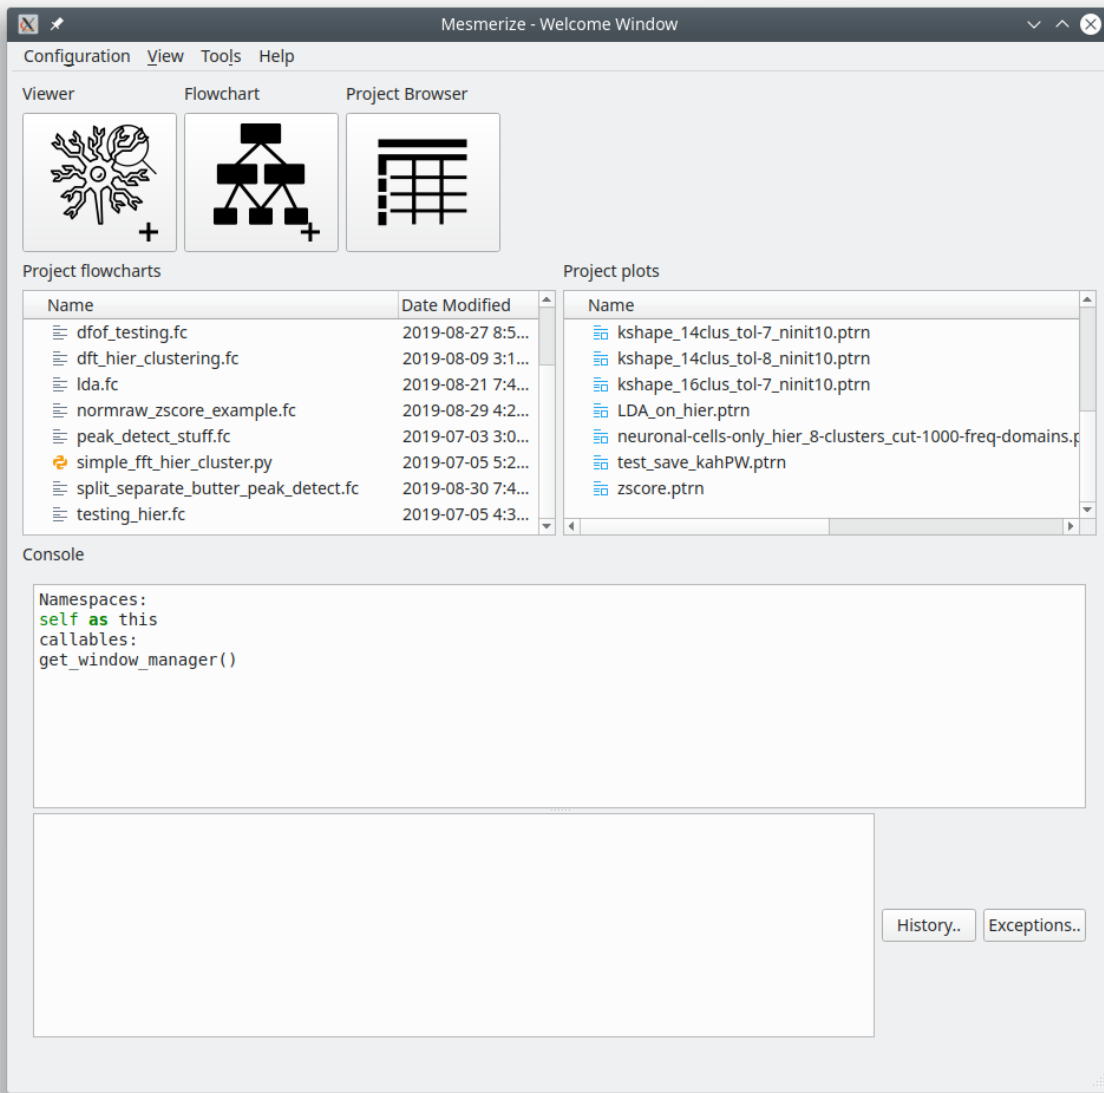 Mesmerize - Welcome Window
Configuration View Tools Help
Viewer Flowchart Project Browser
Project flowcharts
Name Date Modified
dfof_testing.fc 2019-08-27 8:5...
dft_hier_clustering.fc 2019-08-09 3:1...
lda.fc 2019-08-21 7:4...
normraw_zscore_example.fc 2019-08-29 4:2...
peak_detect_stuff.fc 2019-07-03 3:0...
simple_fft_hier_cluster.py 2019-07-05 5:2...
split_separate_butter_peak_detect.fc 2019-08-30 7:4...
testing_hier.fc 2019-07-05 4:3...
Project plots
Name
kshape_14clus_tol-7_ninit10.ptrn
kshape_14clus_tol-8_ninit10.ptrn
kshape_16clus_tol-7_ninit10.ptrn
LDA_on_hier.ptrn
neuronal-cells-only_hier_8-clusters_cut-1000-freq-domains.p
test_save_kahPW.ptrn
zscore.ptrn
Console
Namespaces:
self as this
callables:
get_window_manager()
History.. Exceptions..